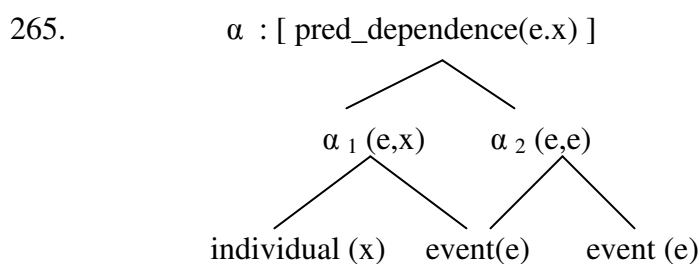 265. α : [ pred_dependence(e.x) ]
α ₁ (e,x) α ₂ (e,e)
individual (x) event(e) event (e)